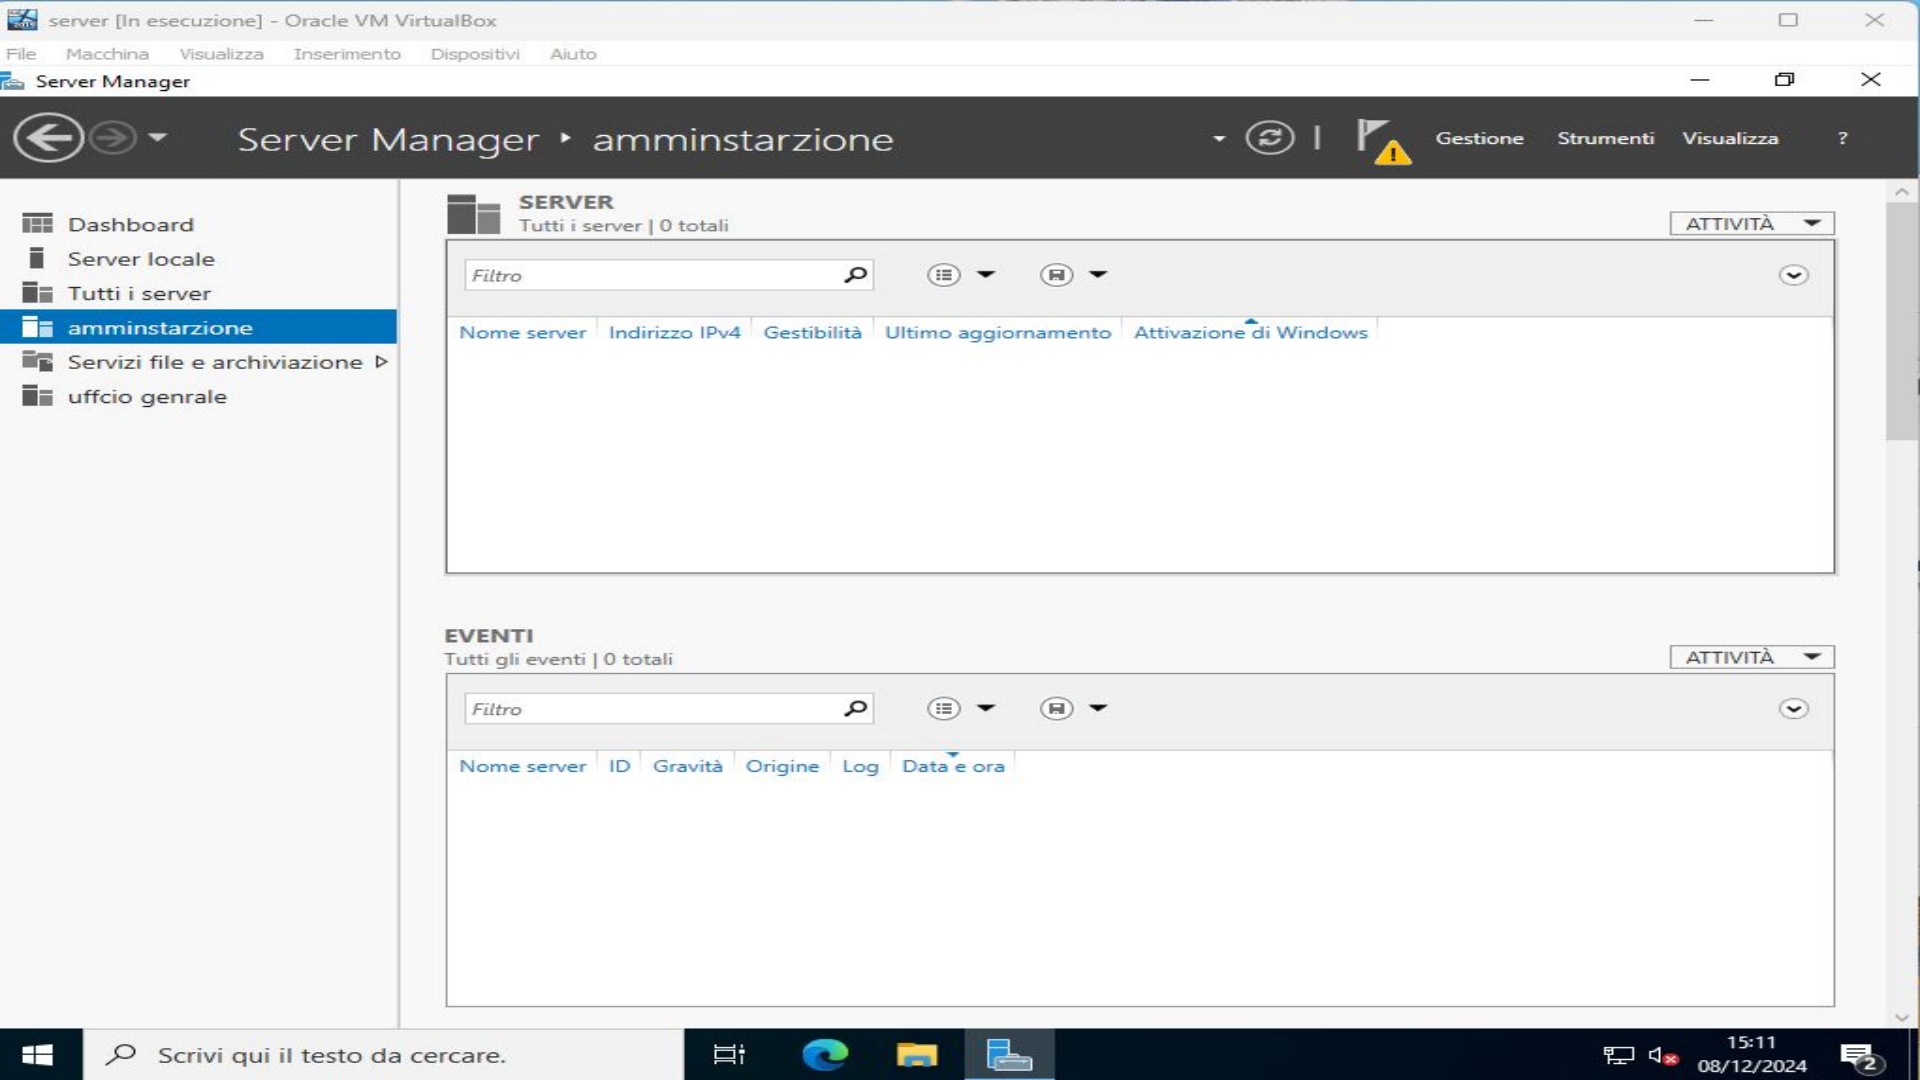 server [In esecuzione] - Oracle VM VirtualBox
File Macchina Visualizza Inserimento Dispositivi Aiuto
Server Manager
Server Manager ‣ amminstarzione
Gestione Strumenti Visualizza ?
Dashboard
Server locale
Tutti i server
amminstarzione
Servizi file e archiviazione
uffcio genrale
SERVER
Tutti i server | 0 totali
ATTIVITÀ
Filtro
Nome server Indirizzo IPv4 Gestibilità Ultimo aggiornamento Attivazione di Windows
EVENTI
Tutti gli eventi | 0 totali
ATTIVITÀ
Filtro
Nome server ID Gravità Origine Log Data e ora
Scrivi qui il testo da cercare.
15:11
08/12/2024
2